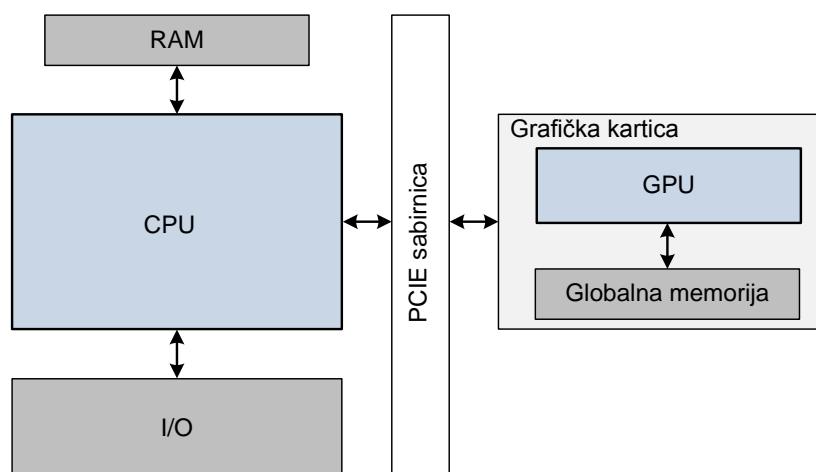 RAM
CPU
I/O
PCIE sabirnica
Grafička kartica
GPU
Globalna memorija